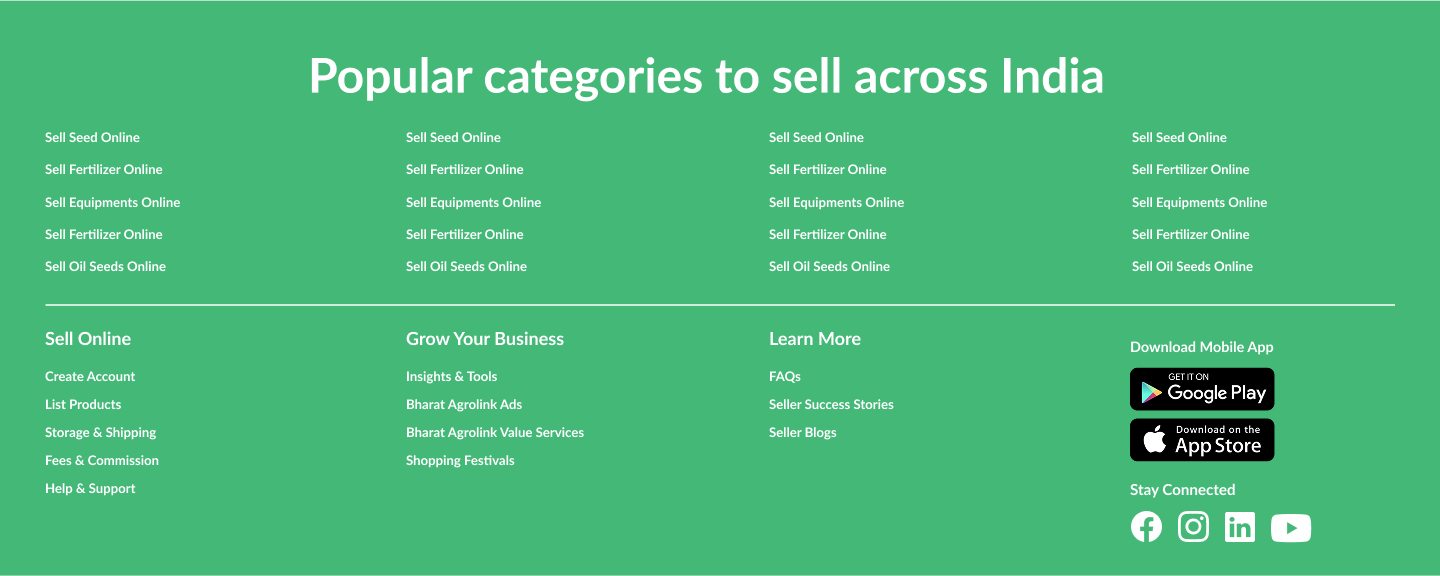 Popular categories to sell across India
Sell Seed Online
Sell Fertilizer Online
Sell Equipments Online
Sell Fertilizer Online
Sell Oil Seeds Online
Sell Seed Online
Sell Fertilizer Online
Sell Equipments Online
Sell Fertilizer Online
Sell Oil Seeds Online
Sell Seed Online
Sell Fertilizer Online
Sell Equipments Online
Sell Fertilizer Online
Sell Oil Seeds Online
Sell Seed Online
Sell Fertilizer Online
Sell Equipments Online
Sell Fertilizer Online
Sell Oil Seeds Online
Sell Online
Create Account
List Products
Storage & Shipping
Fees & Commission
Help & Support
Grow Your Business
Insights & Tools
Bharat Agrolink Ads
Bharat Agrolink Value Services
Shopping Festivals
Learn More
FAQs
Seller Success Stories
Seller Blogs
Download Mobile App
GET IT ON
Google Play
Download on the
App Store
Stay Connected